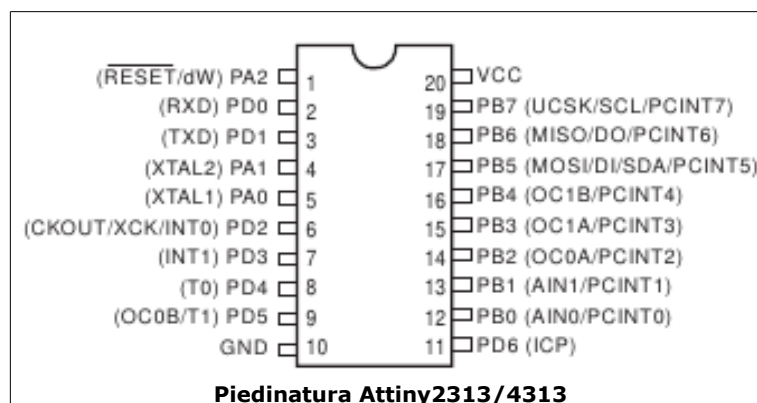 (RESET/dW) PA2 1 20 VCC
(RXD) PD0 2 19 PB7 (UCSK/SCL/PCINT7)
(TXD) PD1 3 18 PB6 (MISO/DO/PCINT6)
(XTAL2) PA1 4 17 PB5 (MOSI/DI/SDA/PCINT5)
(XTAL1) PA0 5 16 PB4 (OC1B/PCINT4)
(CKOUT/XCK/INT0) PD2 6 15 PB3 (OC1A/PCINT3)
(INT1) PD3 7 14 PB2 (OC0A/PCINT2)
(T0) PD4 8 13 PB1 (AIN1/PCINT1)
(OC0B/T1) PD5 9 12 PB0 (AIN0/PCINT0)
GND 10 11 PD6 (ICP)
Piedinatura Attiny2313/4313